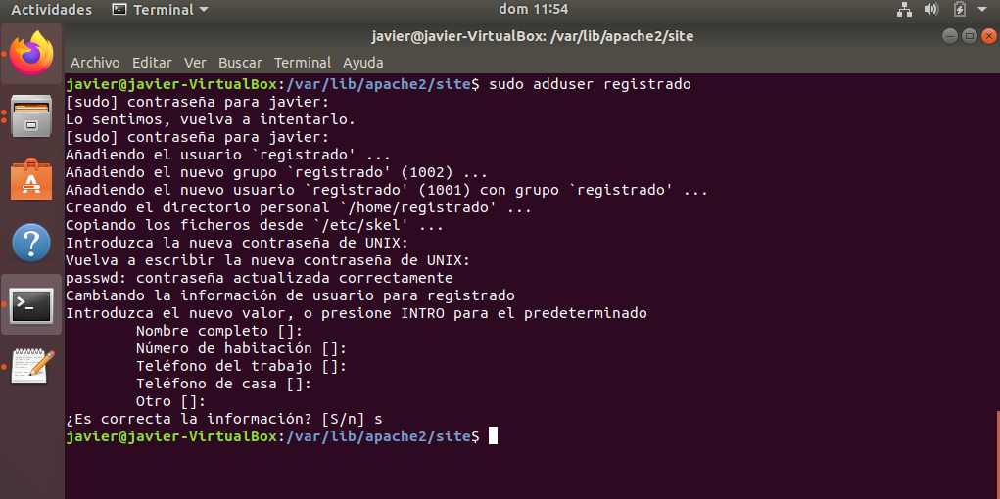 Actividades Terminal dom 11:54
javier@javier-VirtualBox: /var/lib/apache2/site
Archivo Editar Ver Buscar Terminal Ayuda
javier@javier-VirtualBox:/var/lib/apache2/site$ sudo adduser registrado
[sudo] contraseña para javier:
Lo sentimos, vuelva a intentarlo.
[sudo] contraseña para javier:
Añadiendo el usuario `registrado' ...
Añadiendo el nuevo grupo `registrado' (1002) ...
Añadiendo el nuevo usuario `registrado' (1001) con grupo `registrado' ...
Creando el directorio personal `/home/registrado' ...
Copiando los ficheros desde `/etc/skel' ...
Introduzca la nueva contraseña de UNIX:
Vuelva a escribir la nueva contraseña de UNIX:
passwd: contraseña actualizada correctamente
Cambiando la información de usuario para registrado
Introduzca el nuevo valor, o presione INTRO para el predeterminado
Nombre completo []:
Número de habitación []:
Teléfono del trabajo []:
Teléfono de casa []:
Otro []:
¿Es correcta la información? [S/n] s
javier@javier-VirtualBox:/var/lib/apache2/site$